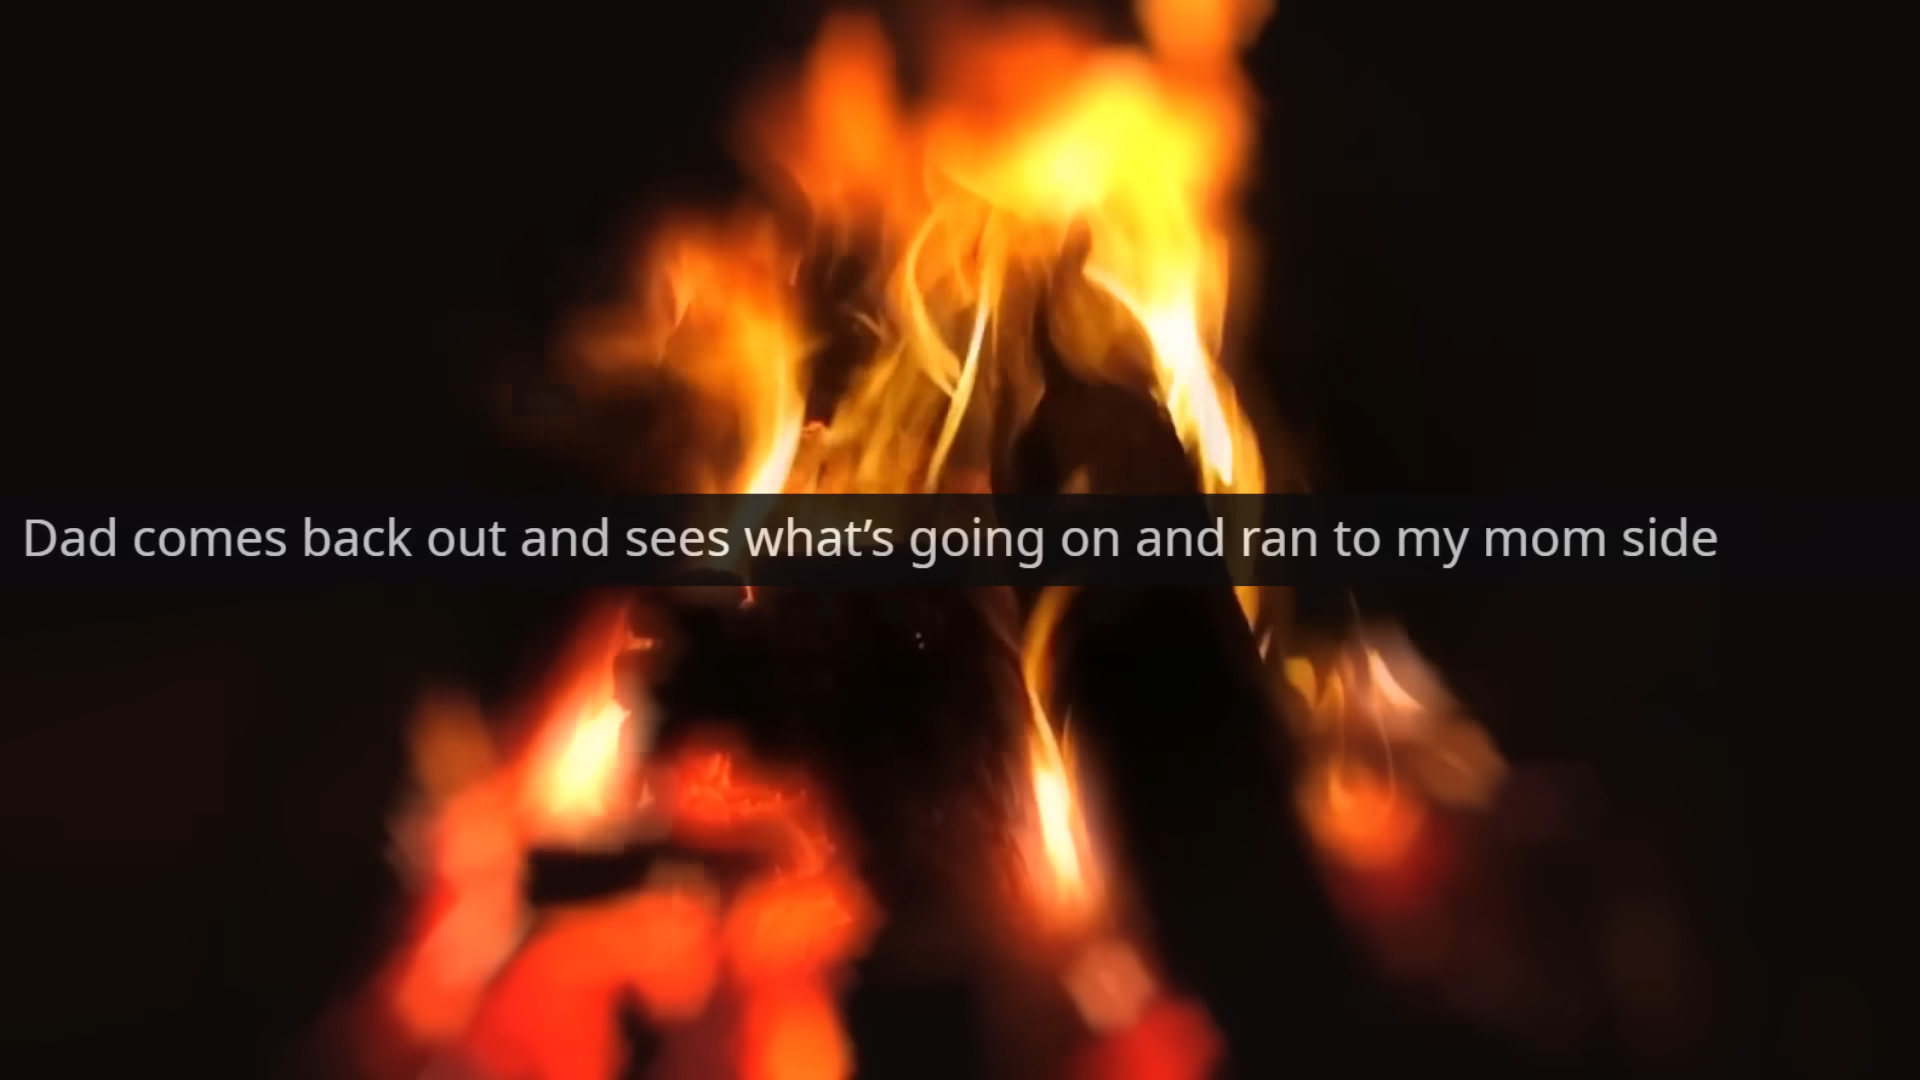 Dad comes back out and sees what’s going on and ran to my mom side